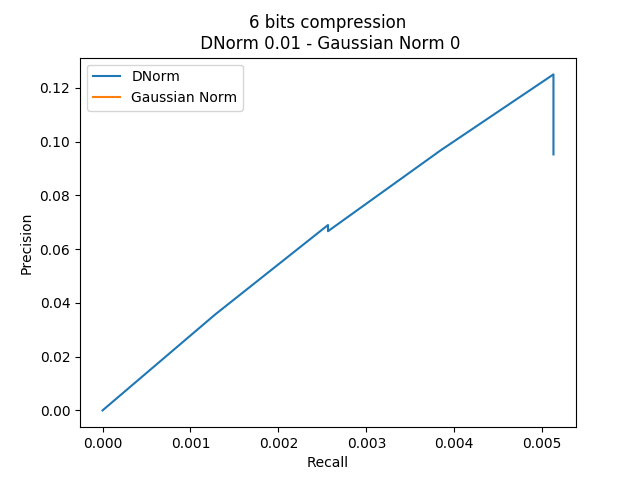 6 bits compression
DNorm 0.01 - Gaussian Norm 0
DNorm
Gaussian Norm
0.12
0.10
0.08
0.06
0.04
0.02
0.00
Precision
0.000 0.001 0.002 0.003 0.004 0.005
Recall